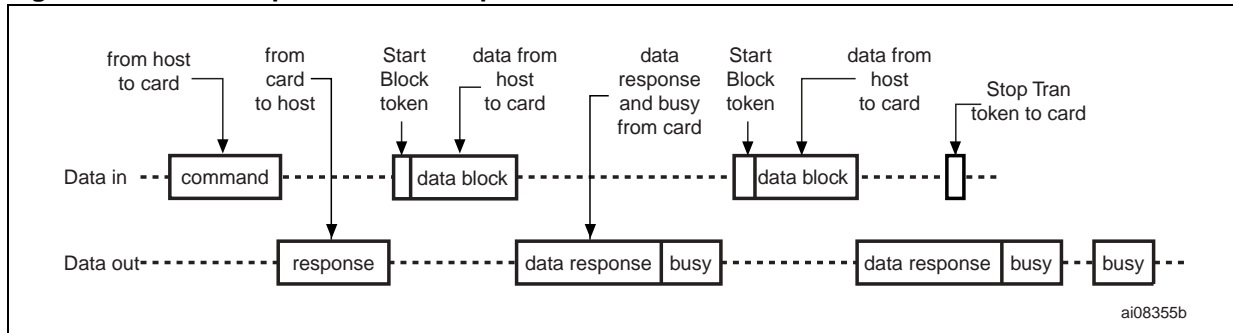 from host
to card
from
card
to host
Start
Block
token
data from
host
to card
data
response
and busy
from card
Start
Block
token
data from
host
to card
Stop Tran
token to card
Data in
command
data block
data block
Data out
response
data response
busy
data response
busy
busy
ai08355b